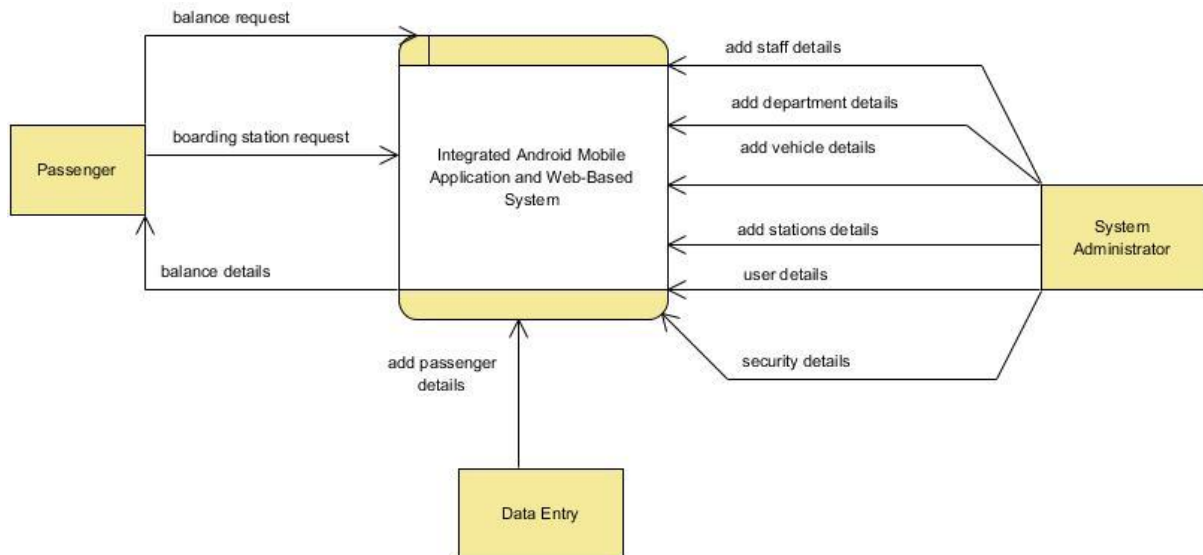 balance request
add staff details
add department details
boarding station request
add vehicle details
Passenger
Integrated Android Mobile
Application and Web-Based
System
add stations details
System
Administrator
balance details
user details
add passenger
details
security details
Data Entry